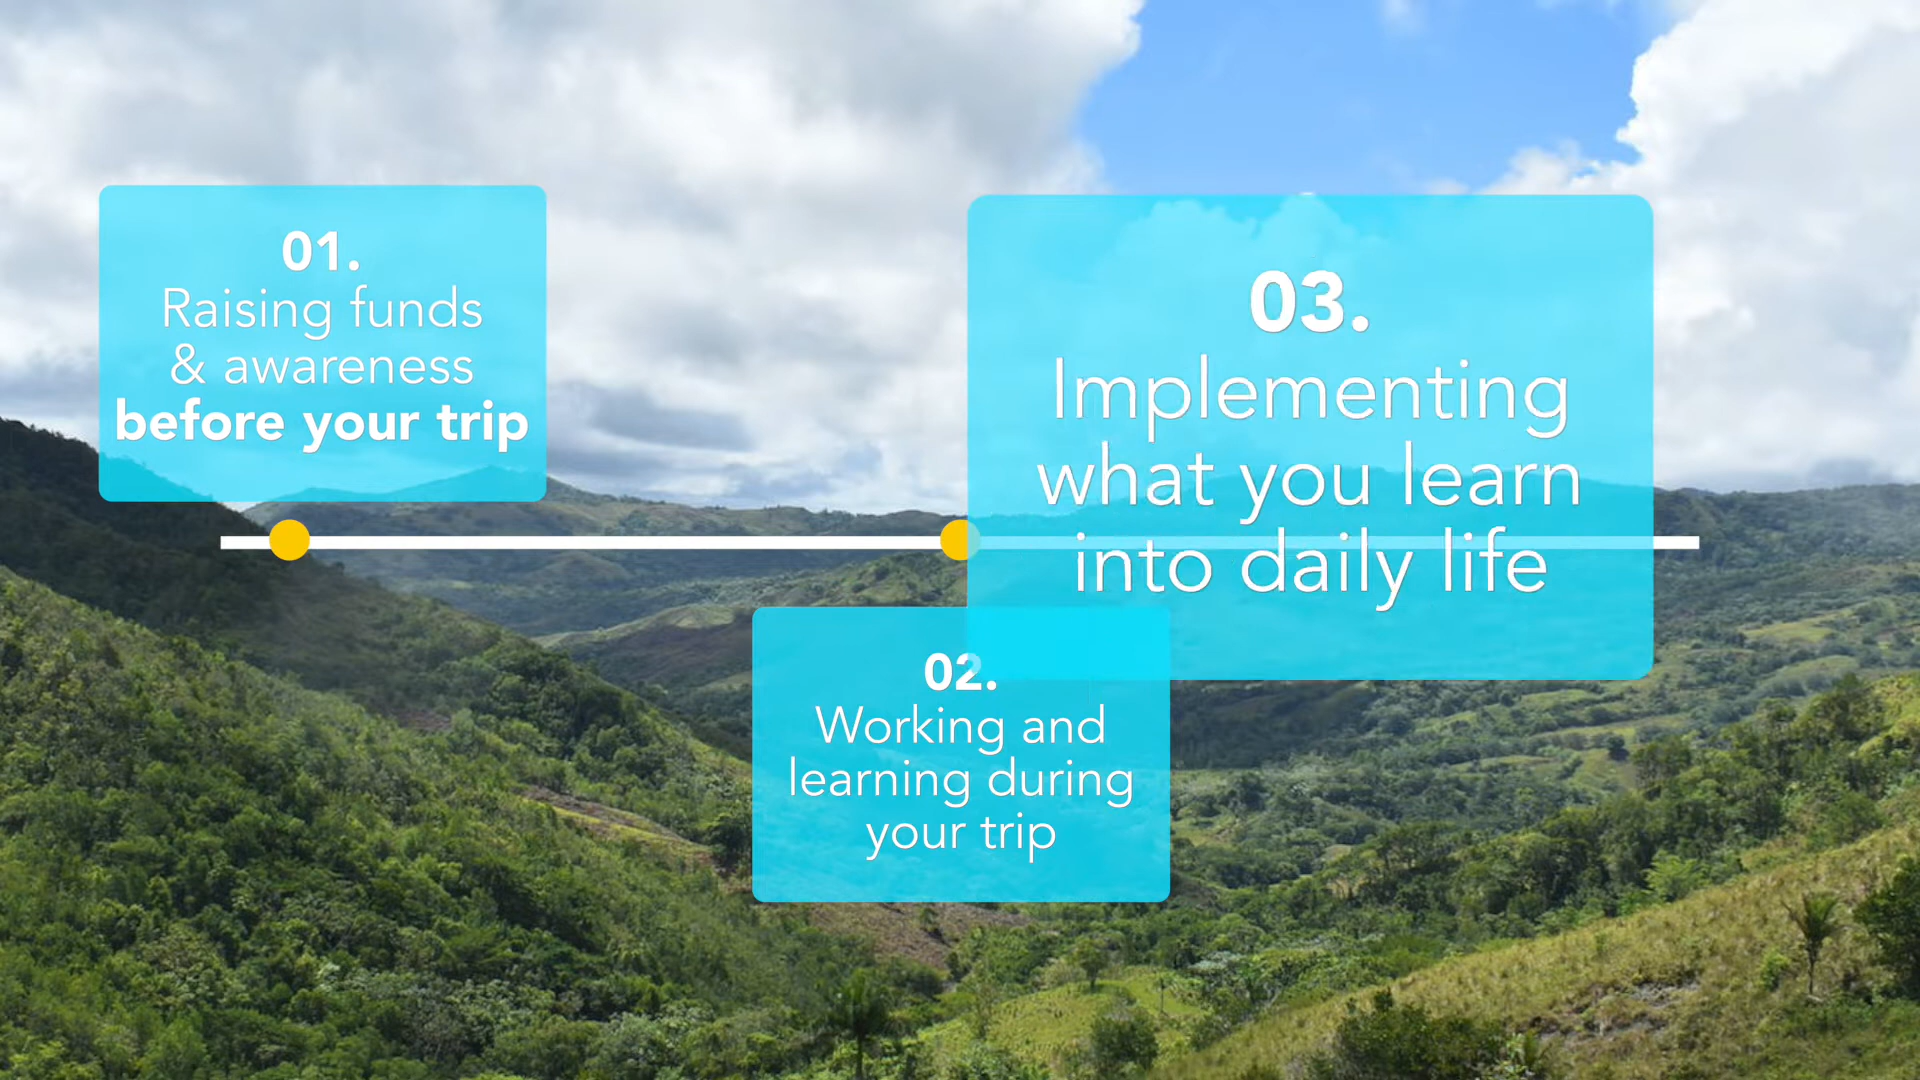 01.
Raising funds
& awareness
before your trip
02.
Working and
learning during
your trip
03.
Implementing
what you learn
into daily life